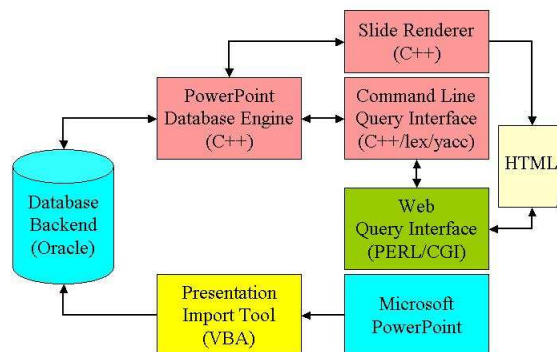 Slide Renderer
(C++)
PowerPoint
Database Engine
(C++)
Command Line
Query Interface
(C++/lex/yacc)
HTML
Database
Backend
(Oracle)
Web
Query Interface
(PERL/CGI)
Presentation
Import Tool
(VBA)
Microsoft
PowerPoint